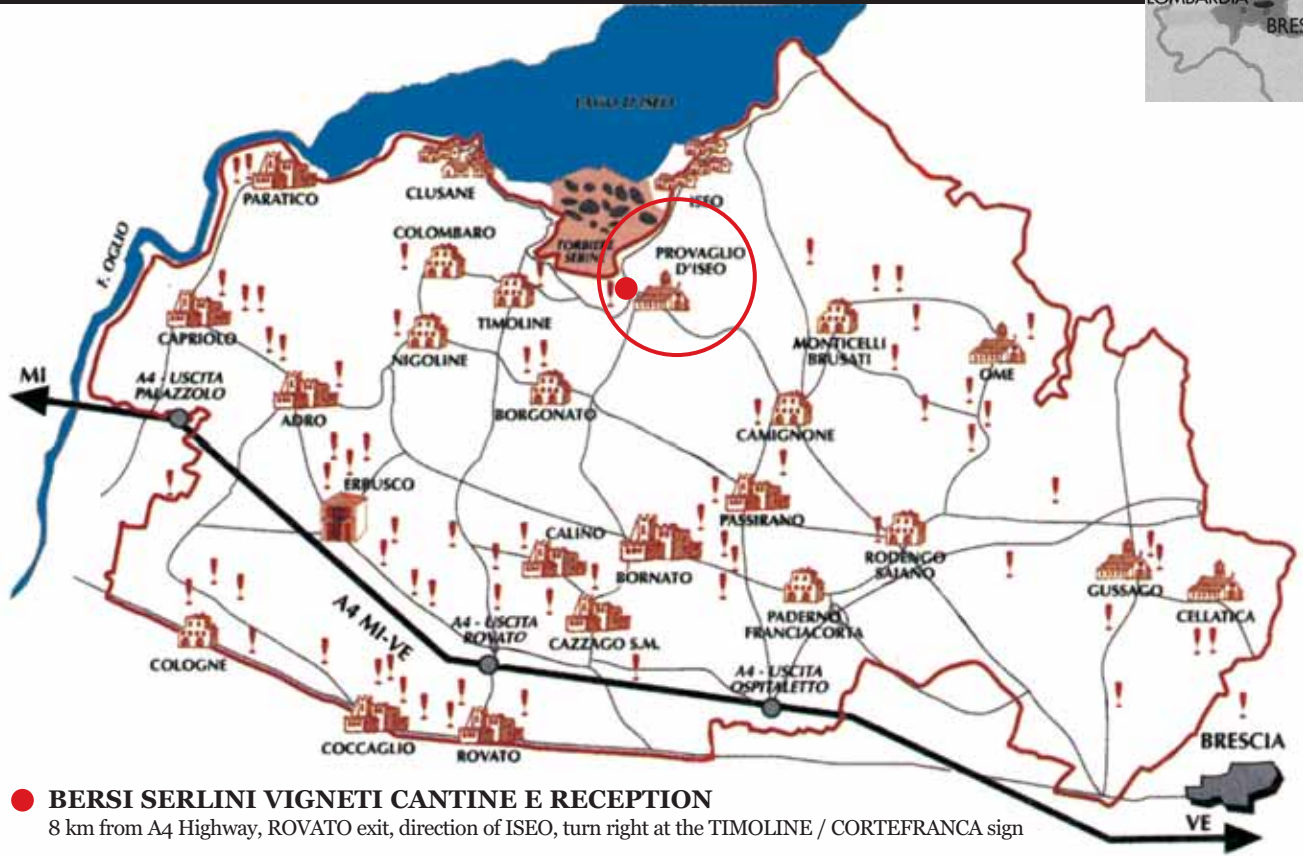 LOMBARDIA
BRES
LAGO D'ISEO
PARATICO
CLUSANE
ISEO
F. OGLIO
COLOMBARO
TORBIERE
SEBINO
PROVAGLIO
D'ISEO
CAPRIOLO
TIMOLINE
NIGOLINE
MONTICELLI
BRUSATI
OME
MI
A4 - USCITA
PALAZZOLO
ADRO
BORGONATO
CAMIGNONE
ERBUSCO
PASSIRANO
CALINO
BORNATO
RODENGO
SAIANO
GUSSAGO
CELLATICA
A4 MI-VE
A4 - USCITA
ROVATO
CAZZAGO S.M.
PADERNO
FRANCIACORTA
COLOGNE
A4 - USCITA
OSPITALETTO
COCCAGLIO
ROVATO
BRESCIA
VE
BERSI SERLINI VIGNETI CANTINE E RECEPTION
8 km from A4 Highway, ROVATO exit, direction of ISEO, turn right at the TIMOLINE / CORTEFRANCA sign